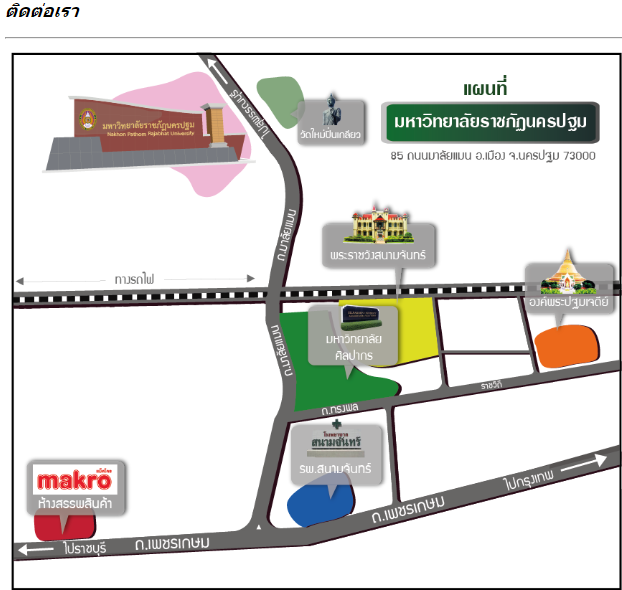 ติดต่อเรา
แผนที่
มหาวิทยาลัยราชภัฏนครปฐม
85 ถนนมาลัยแมน อ.เมือง จ.นครปฐม 73000
มหาวิทยาลัยราชภัฏนครปฐม
Nakhon Pathom Rajabhat University
ไปสุพรรณบุรี
วัดใหม่ปิ่นเกลียว
ถ.มาลัยแมน
พระราชวังสนามจันทร์
ทางรถไฟ
องค์พระปฐมเจดีย์
มหาวิทยาลัย
ศิลปากร
ถ.มาลัยแมน
ราชวิถี
ถ.ทรงพล
โรงพยาบาล
สนามจันทร์
รพ.สนามจันทร์
makro
ห้างสรรพสินค้า
ไปกรุงเทพ
ถ.เพชรเกษม
ไปราชบุรี
ถ.เพชรเกษม